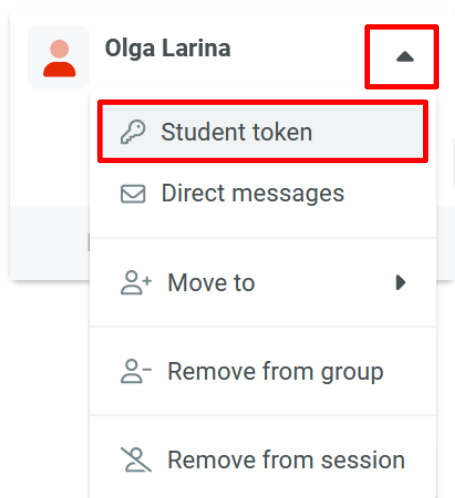 Olga Larina
Student token
Direct messages
Move to
Remove from group
Remove from session